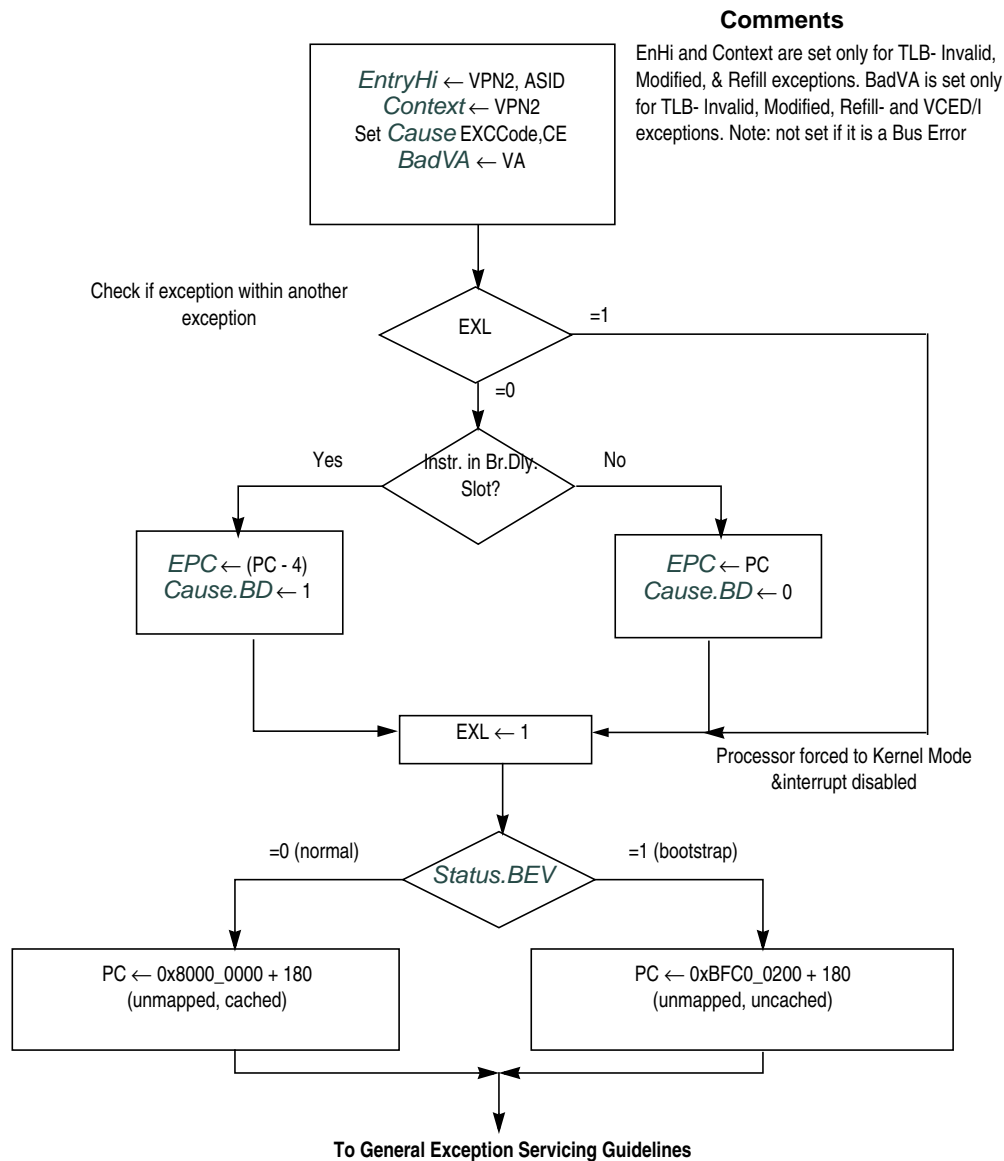 Comments
EnHi and Context are set only for TLB- Invalid,
Modified, & Refill exceptions. BadVA is set only
for TLB- Invalid, Modified, Refill- and VCED/I
exceptions. Note: not set if it is a Bus Error
EntryHi ← VPN2, ASID
Context ← VPN2
Set Cause EXCCode,CE
BadVA ← VA
Check if exception within another
exception
EXL
=1
=0
Instr. in Br.Dly.
Slot?
Yes
No
EPC ← (PC - 4)
Cause.BD ← 1
EPC ← PC
Cause.BD ← 0
EXL ← 1
Processor forced to Kernel Mode
&interrupt disabled
=0 (normal)
Status.BEV
=1 (bootstrap)
PC ← 0x8000_0000 + 180
(unmapped, cached)
PC ← 0xBFC0_0200 + 180
(unmapped, uncached)
To General Exception Servicing Guidelines